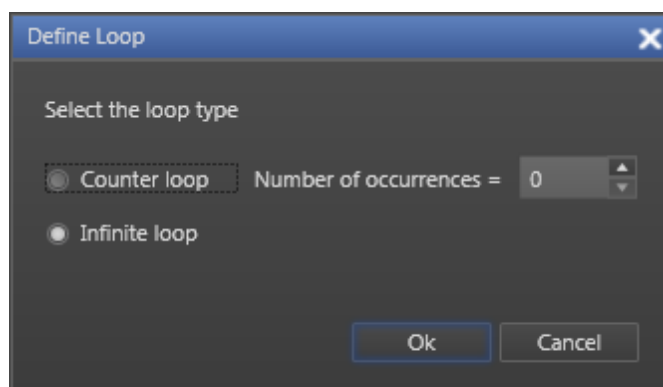 Define Loop
Select the loop type
Counter loop Number of occurrences = 0
Infinite loop
Ok Cancel